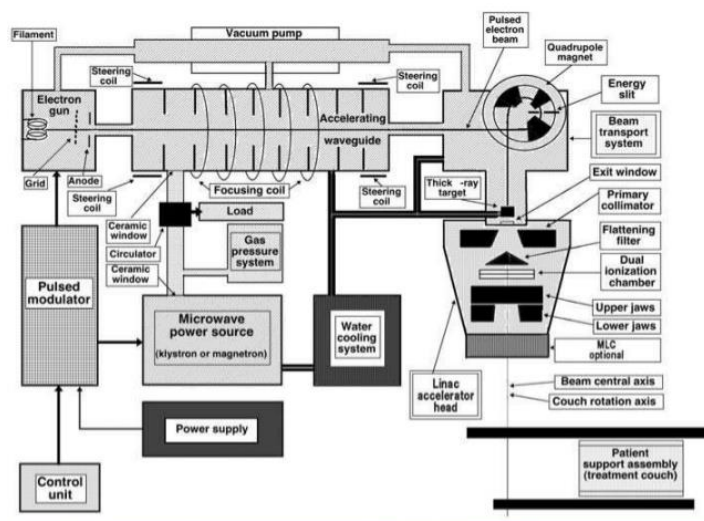 Vacuum pump
Filament
Pulsed
electron
beam
Quadrupole
magnet
Steering
coil
Steering
coil
Energy
slit
Electron
gun
Accelerating
waveguide
Beam
transport
system
Grid
Anode
Steering
coil
Focusing coil
Steering
coil
Thick -ray
target
Exit window
Primary
collimator
Ceramic
window
Load
Circulator
Gas
pressure
system
Flattening
filter
Ceramic
window
Dual
ionization
chamber
Pulsed
modulator
Microwave
power source
(klystron or magnetron)
Water
cooling
system
Upper jaws
Lower jaws
MLC
optional
Linac
accelerator
head
Beam central axis
Couch rotation axis
Power supply
Control
unit
Patient
support assembly
(treatment couch)